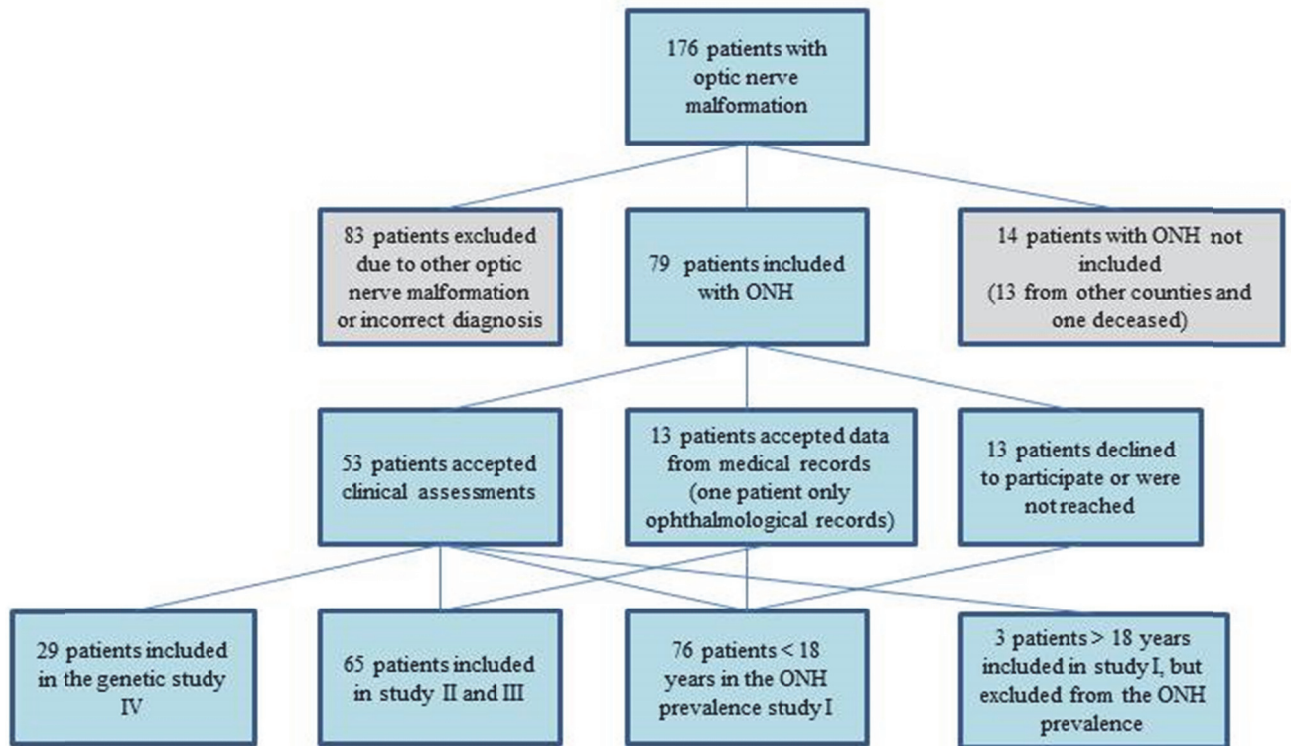 176 patients with
optic nerve
malformation
83 patients excluded
due to other optic
nerve malformation
or incorrect diagnosis
79 patients included
with ONH
14 patients with ONH not
included
(13 from other counties and
one deceased)
53 patients accepted
clinical assessments
13 patients accepted data
from medical records
(one patient only
ophthalmological records)
13 patients declined
to participate or were
not reached
29 patients included
in the genetic study
IV
65 patients included
in study II and III
76 patients < 18
years in the ONH
prevalence study I
3 patients > 18 years
included in study I, but
excluded from the ONH
prevalence